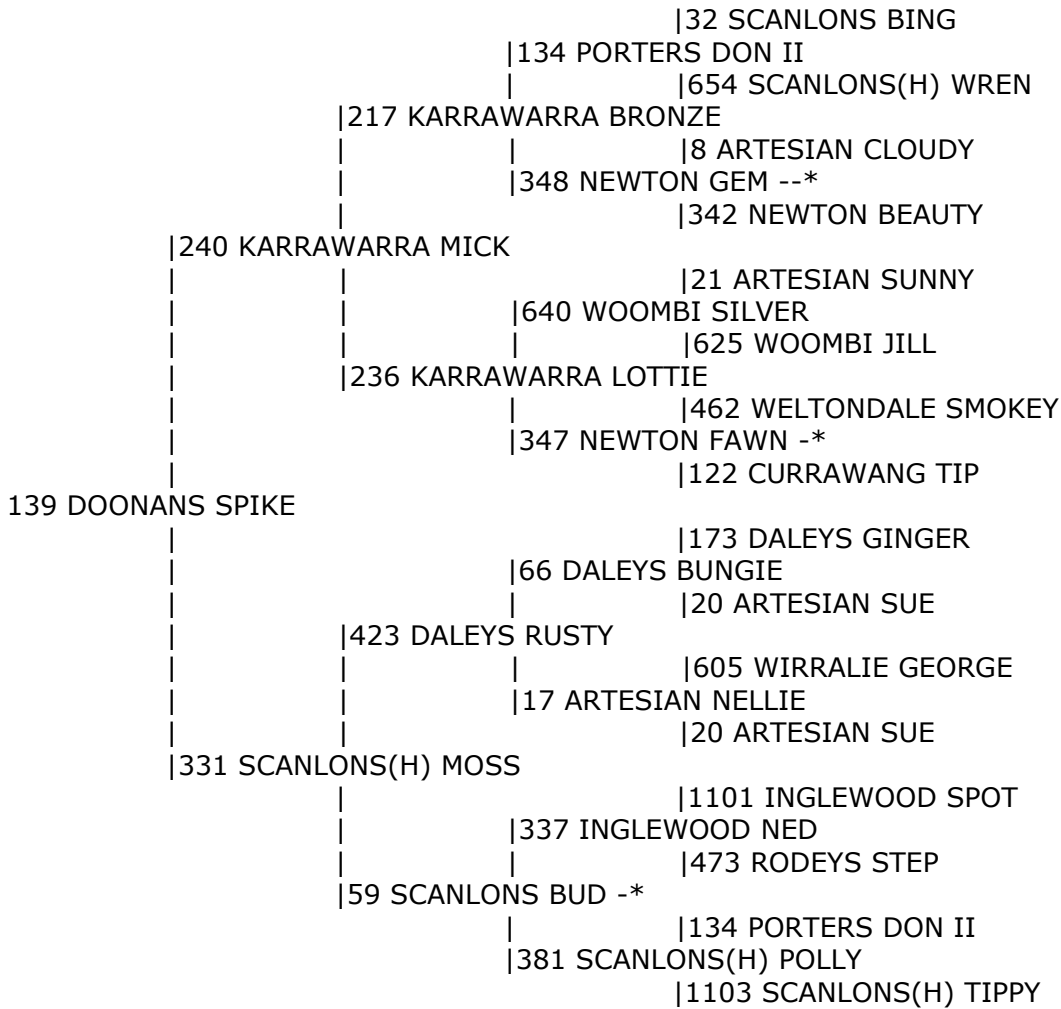 |32 SCANLONS BING
|134 PORTERS DON II
| |654 SCANLONS(H) WREN
|217 KARRAWARRA BRONZE
| | |8 ARTESIAN CLOUDY
| |348 NEWTON GEM --*
| |342 NEWTON BEAUTY
|240 KARRAWARRA MICK
| | |21 ARTESIAN SUNNY
| | |640 WOOMBI SILVER
| | | |625 WOOMBI JILL
| |236 KARRAWARRA LOTTIE
| | |462 WELTONDALE SMOKEY
| |347 NEWTON FAWN -*
| |122 CURRAWANG TIP
139 DOONANS SPIKE
| |173 DALEYS GINGER
| |66 DALEYS BUNGIE
| | |20 ARTESIAN SUE
| |423 DALEYS RUSTY
| | | |605 WIRRALIE GEORGE
| | |17 ARTESIAN NELLIE
| | |20 ARTESIAN SUE
|331 SCANLONS(H) MOSS
| |1101 INGLEWOOD SPOT
| |337 INGLEWOOD NED
| | |473 RODEYS STEP
|59 SCANLONS BUD -*
| |134 PORTERS DON II
|381 SCANLONS(H) POLLY
|1103 SCANLONS(H) TIPPY